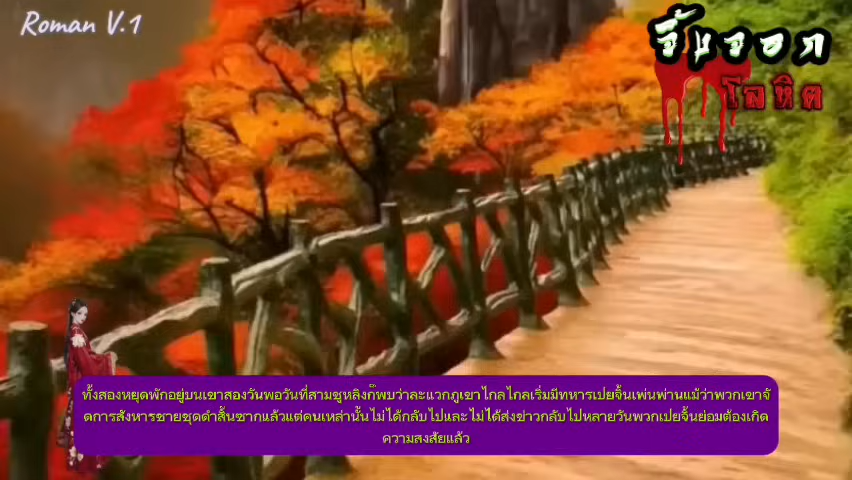 Roman V.1
จิ้นจอก
โลหิต
ทั้งสองหยุดพักอยู่บนเขาสองวันพอวันที่สามชูหลิงก็พบว่าละแวกภูเขาไกลไกลเริ่มมีทหารเปยจิ้นเพ่นพ่านแม้ว่าพวกเขาจั
ดการสังหารชายชุดดำสิ้นซากแล้วแต่คนเหล่านั้นไม่ได้กลับไปและไม่ได้ส่งข่าวกลับไปหลายวันพวกเปยจิ้นย่อมต้องเกิด
ความสงสัยแล้ว